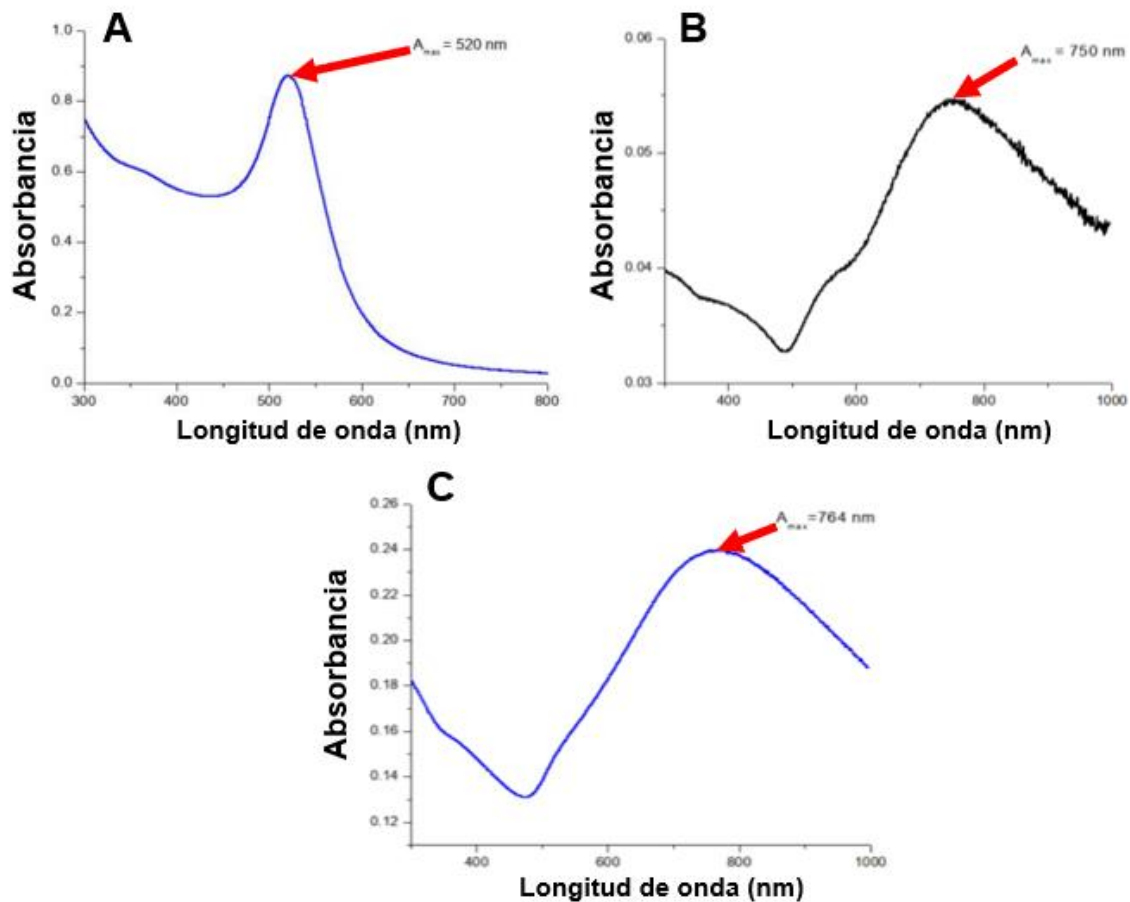 A
A max = 520 nm
Absorbancia
1.0
0.8
0.6
0.4
0.2
0.0
300
400
500
600
700
800
Longitud de onda (nm)
B
A max = 750 nm
Absorbancia
0.06
0.05
0.04
0.03
400
600
800
1000
Longitud de onda (nm)
C
A max =764 nm
Absorbancia
0.26
0.24
0.22
0.20
0.18
0.16
0.14
0.12
400
600
800
1000
Longitud de onda (nm)